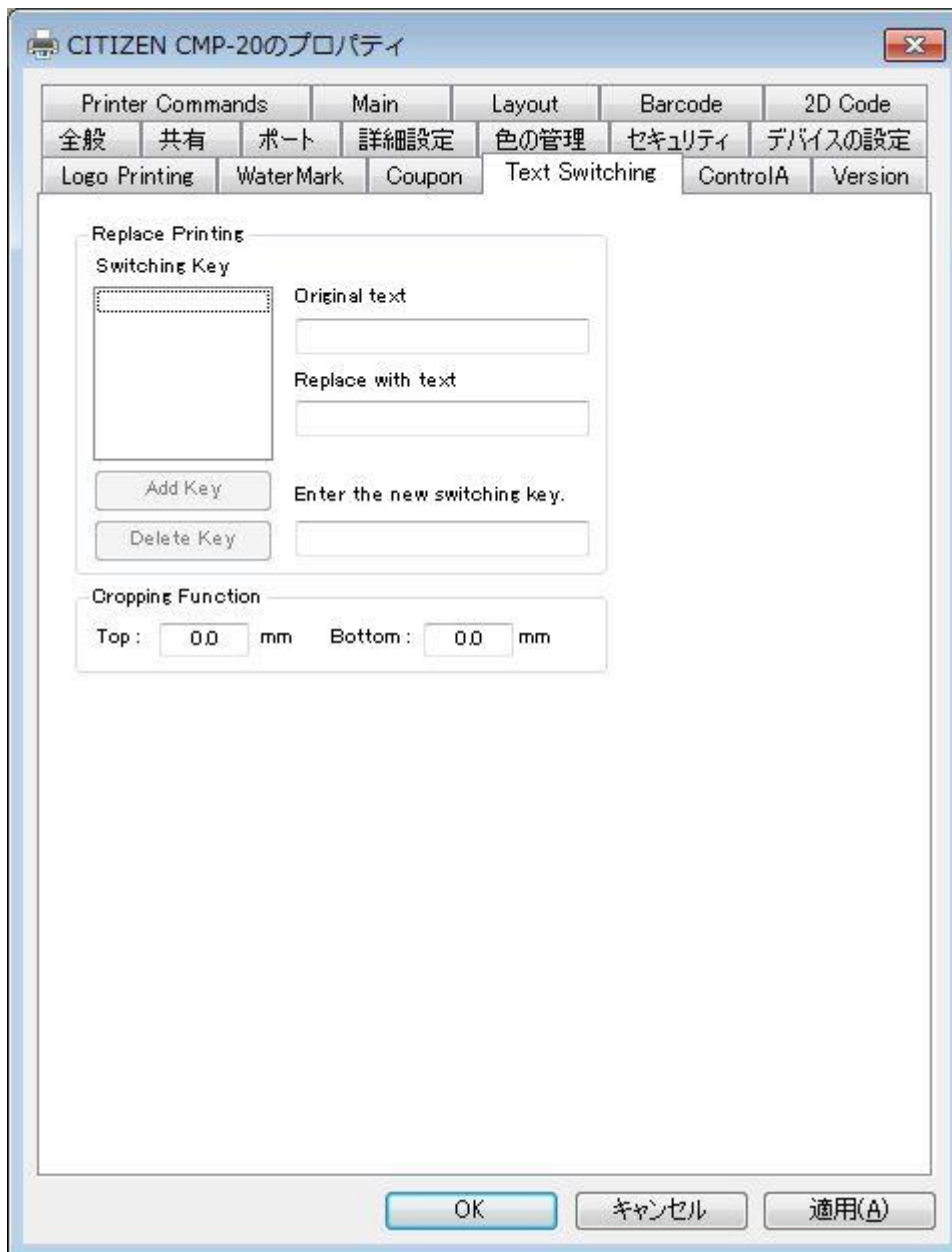 CITIZEN CMP-20のプロパティ
Printer Commands Main Layout Barcode 2D Code
全般 共有 ポート 詳細設定 色の管理 セキュリティ デバイスの設定
Logo Printing WaterMark Coupon Text Switching ControlA Version
Replace Printing
Switching Key
Original text
Replace with text
Add Key
Enter the new switching key.
Delete Key
Cropping Function
Top : 0.0 mm Bottom : 0.0 mm
OK キャンセル 適用(A)